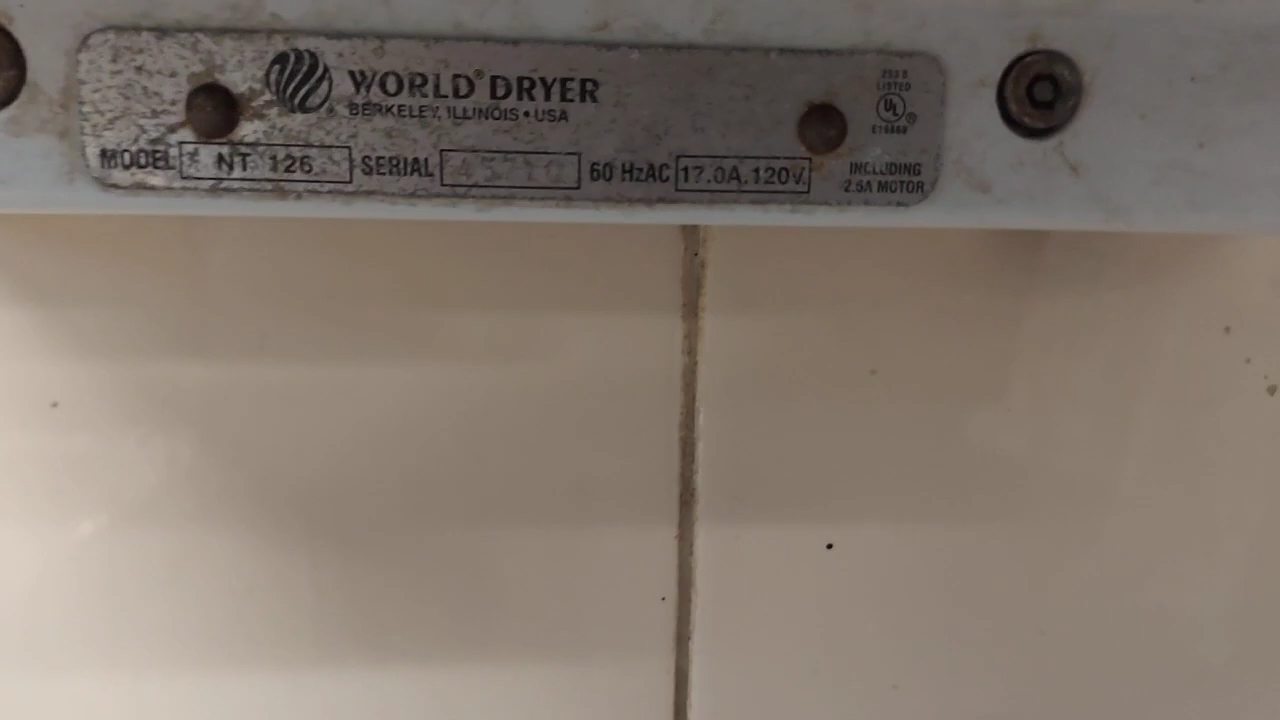 WORLD® DRYER
BERKELEY, ILLINOIS • USA
LISTED
UL®
MODEL NT 126 SERIAL 60 HzAC 17.0A.120V.
INCLUDING
2.5A MOTOR